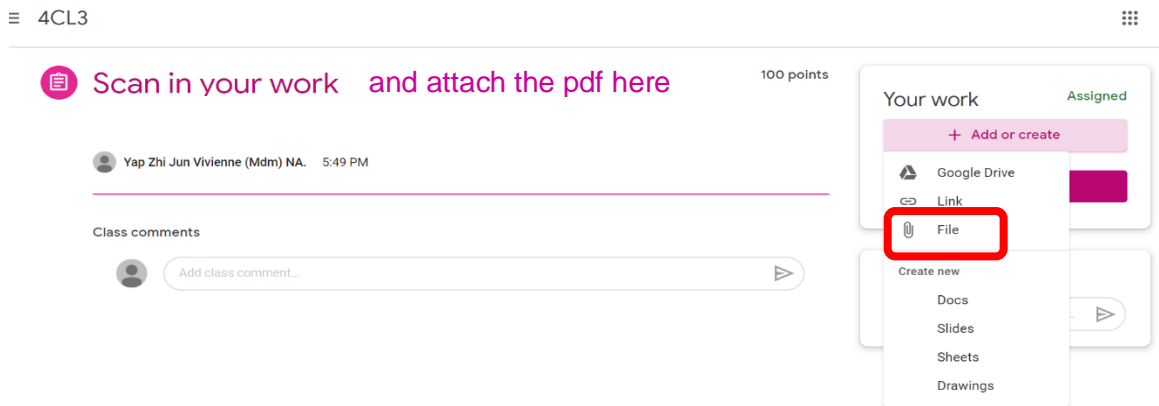 4CL3
Scan in your work and attach the pdf here
100 points
Yap Zhi Jun Vivienne (Mdm) NA. 5:49 PM
Class comments
Add class comment...
Your work Assigned
+ Add or create
Google Drive
Link
File
Create new
Docs
Slides
Sheets
Drawings